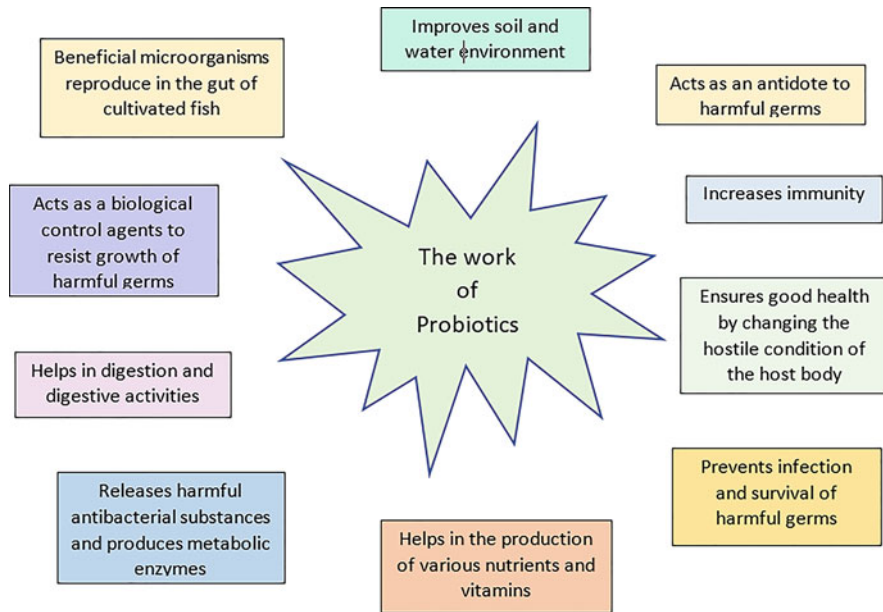 Improves soil and
water environment
Beneficial microorganisms
reproduce in the gut of
cultivated fish
Acts as an antidote to
harmful germs
Acts as a biological
control agents to
resist growth of
harmful germs
Increases immunity
The work
of
Probiotics
Ensures good health
by changing the
hostile condition of
the host body
Helps in digestion and
digestive activities
Prevents infection
and survival of
harmful germs
Releases harmful
antibacterial substances
and produces metabolic
enzymes
Helps in the production
of various nutrients and
vitamins